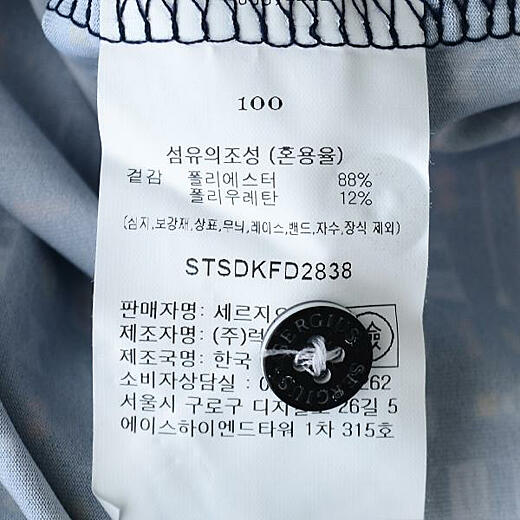 100
섬유의조성 (혼용율)
겉감 폴리에스터 88%
폴리우레탄 12%
(심지,보강재,상표,무늬,레이스,밴드,자수,장식 제외)
STSDKFD2838
판매자명: 세르지오
제조자명: (주)럭
제조국명: 한국
소비자상담실 : 262
서울시 구로구 디지 26길 5
에이스하이엔드타워 1차 315호
SERGIUS
SERGIUS